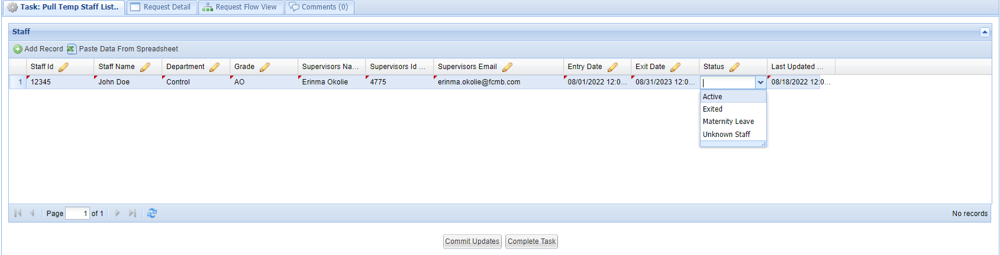 Task: Pull Temp Staff List.. Request Detail Request Flow View Comments (0)
Staff
Add Record Paste Data From Spreadsheet
Staff Id Staff Name Department Grade Supervisors Na... Supervisors Id ... Supervisors Email Entry Date Exit Date Status Last Updated ...
1 12345 John Doe Control AO Erinma Okolie 4775 erinma.okolie@fcmb.com 08/01/2022 12:0... 08/31/2023 12:0... 08/18/2022 12:0...
Active
Exited
Maternity Leave
Unknown Staff
Page 1 of 1 No records
Commit Updates Complete Task